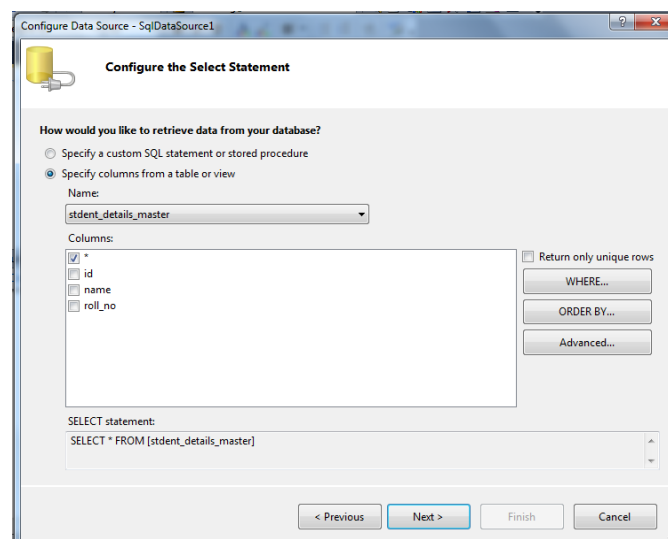 Configure Data Source - SqlDataSource1
Configure the Select Statement
How would you like to retrieve data from your database?
Specify a custom SQL statement or stored procedure
Specify columns from a table or view
Name:
stdent_details_master
Columns:
*
Return only unique rows
id
WHERE...
name
roll_no
ORDER BY...
Advanced...
SELECT statement:
SELECT * FROM [stdent_details_master]
< Previous
Next >
Finish
Cancel